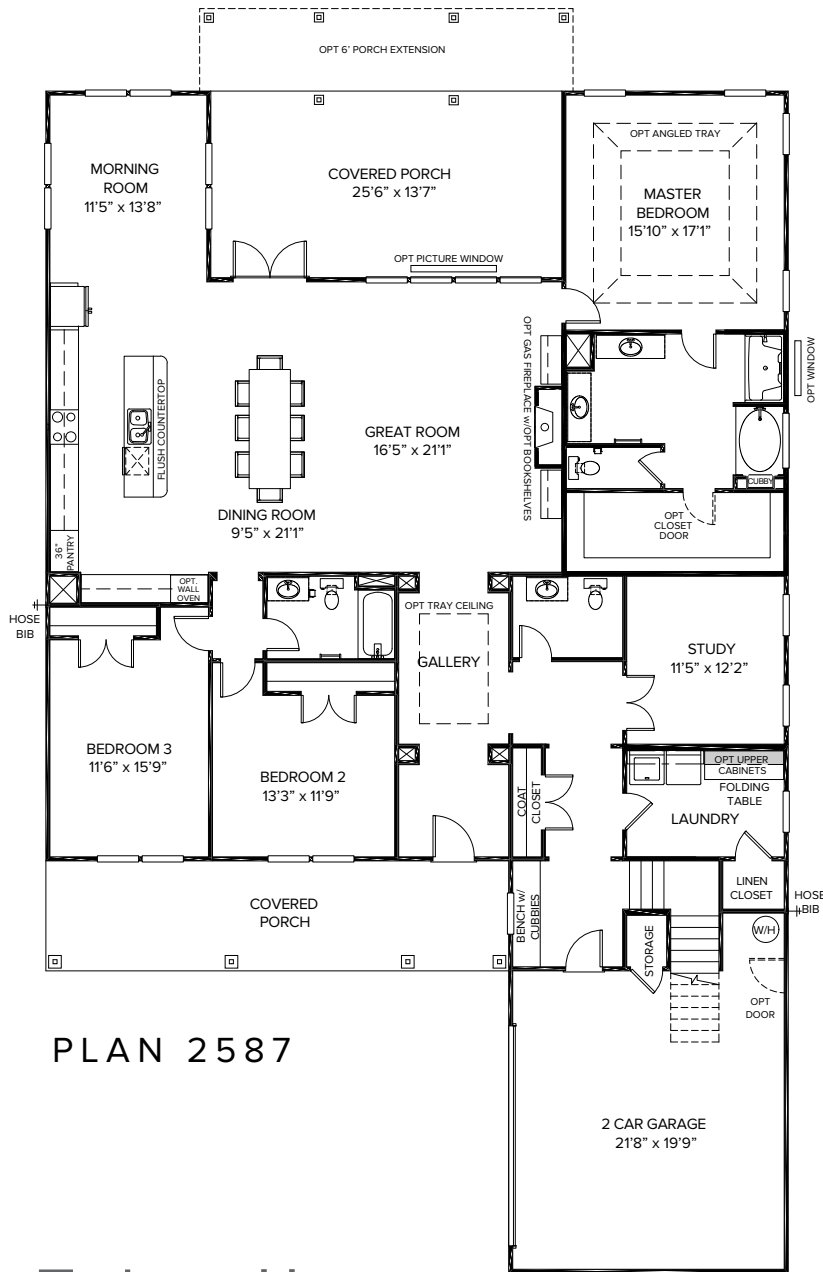 OPT 6' PORCH EXTENSION
MORNING
ROOM
11'5" x 13'8"
COVERED PORCH
25'6" x 13'7"
OPT PICTURE WINDOW
OPT ANGLED TRAY
MASTER
BEDROOM
15'10" x 17'1"
OPT WINDOW
OPT GAS FIREPLACE w/OPT BOOKSHELVES
FLUSH COUNTERTOP
GREAT ROOM
16'5" x 21'1"
DINING ROOM
9'5" x 21'1"
CUBBY
OPT
CLOSET
DOOR
36"
PANTRY
OPT.
WALL
OVEN
HOSE
BIB
OPT TRAY CEILING
GALLERY
STUDY
11'5" x 12'2"
BEDROOM 3
11'6" x 15'9"
BEDROOM 2
13'3" x 11'9"
COAT
CLOSET
OPT UPPER
CABINETS
FOLDING
TABLE
LAUNDRY
LINEN
CLOSET
HOSE
BIB
COVERED
PORCH
BENCH w/
CUBBIES
STORAGE
W/H
OPT
DOOR
PLAN 2587
2 CAR GARAGE
21'8" x 19'9"